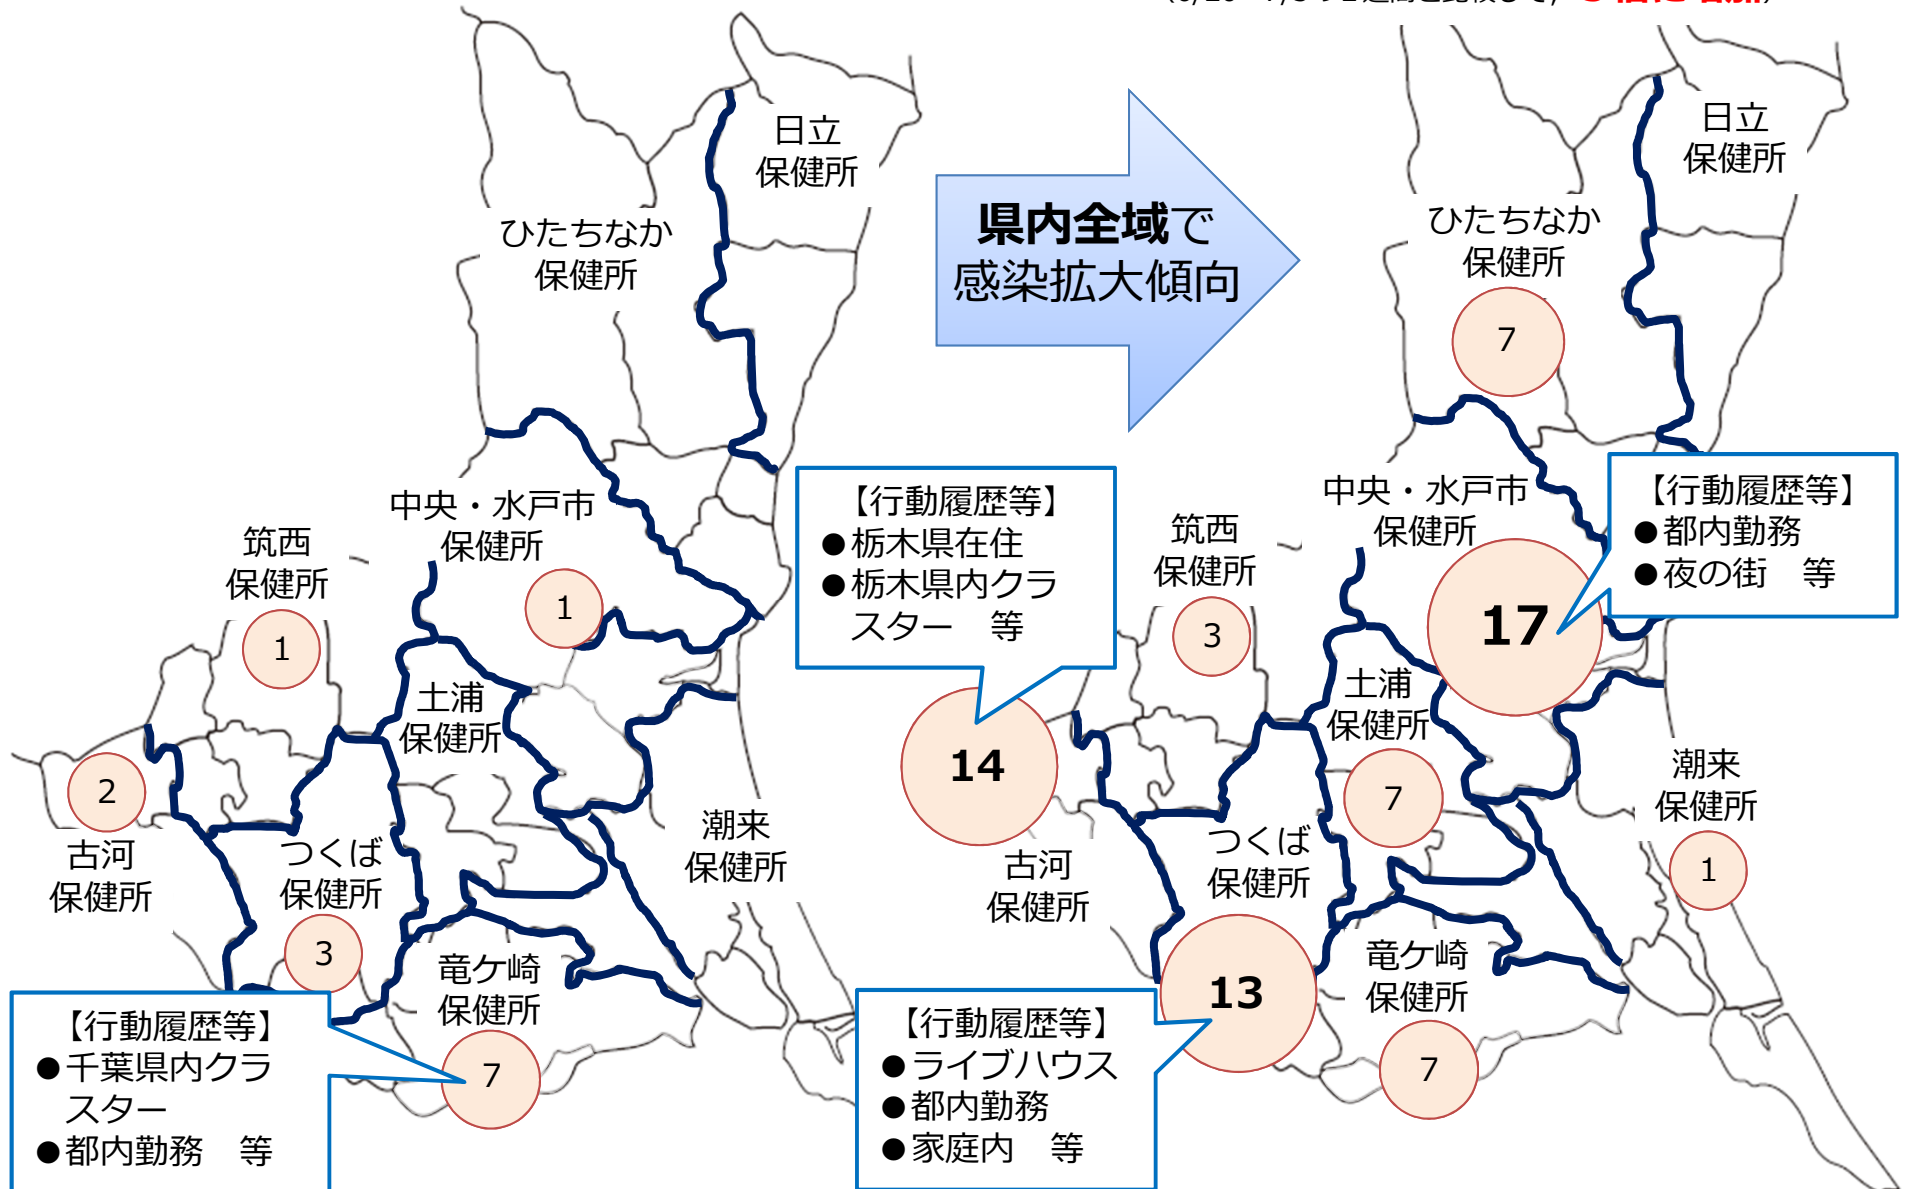 日立
保健所
ひたちなか
保健所
中央・水戸市
保健所
1
筑西
保健所
1
土浦
保健所
2
古河
保健所
つくば
保健所
3
潮来
保健所
竜ケ崎
保健所
7
【行動履歴等】
●千葉県内クラ
スター
●都内勤務 等
県内全域で
感染拡大傾向
日立
保健所
ひたちなか
保健所
7
中央・水戸市
保健所
17
【行動履歴等】
●都内勤務
●夜の街 等
【行動履歴等】
●栃木県在住
●栃木県内クラ
スター 等
14
筑西
保健所
3
土浦
保健所
7
古河
保健所
つくば
保健所
13
潮来
保健所
1
竜ケ崎
保健所
7
【行動履歴等】
●ライブハウス
●都内勤務
●家庭内 等